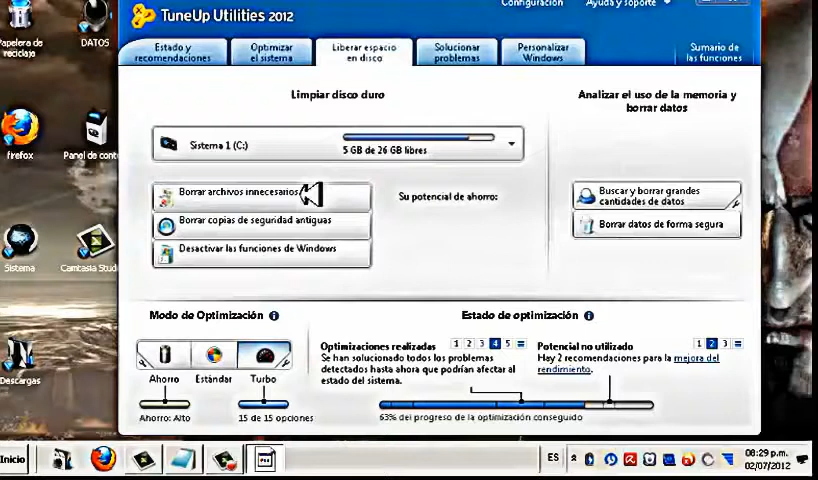 Configuración
Ayuda y soporte
TuneUp Utilities 2012
Papelera de
reciclaje
DATOS
Estado y
recomendaciones
Optimizar
el sistema
Liberar espacio
en disco
Solucionar
problemas
Personalizar
Windows
Sumario de
las funciones
Limpiar disco duro
Analizar el uso de la memoria y
borrar datos
Sistema 1 (C:)
5 GB de 26 GB libres
firefox
Panel de cont
Borrar archivos innecesarios
Borrar copias de seguridad antiguas
Desactivar las funciones de Windows
Su potencial de ahorro:
Buscar y borrar grandes
cantidades de datos
Borrar datos de forma segura
Sistema
Camtasia Stud
Modo de Optimización
Estado de optimización
Ahorro
Estándar
Turbo
Ahorro: Alto
15 de 15 opciones
Optimizaciones realizadas
1 2 3 4 5
Se han solucionado todos los problemas
detectados hasta ahora que podrían afectar al
estado del sistema.
Potencial no utilizado
1 2 3
Hay 2 recomendaciones para la mejora del
rendimiento.
63% del progreso de la optimización conseguido
Descargas
Inicio
ES
08:29 p.m.
02/07/2012